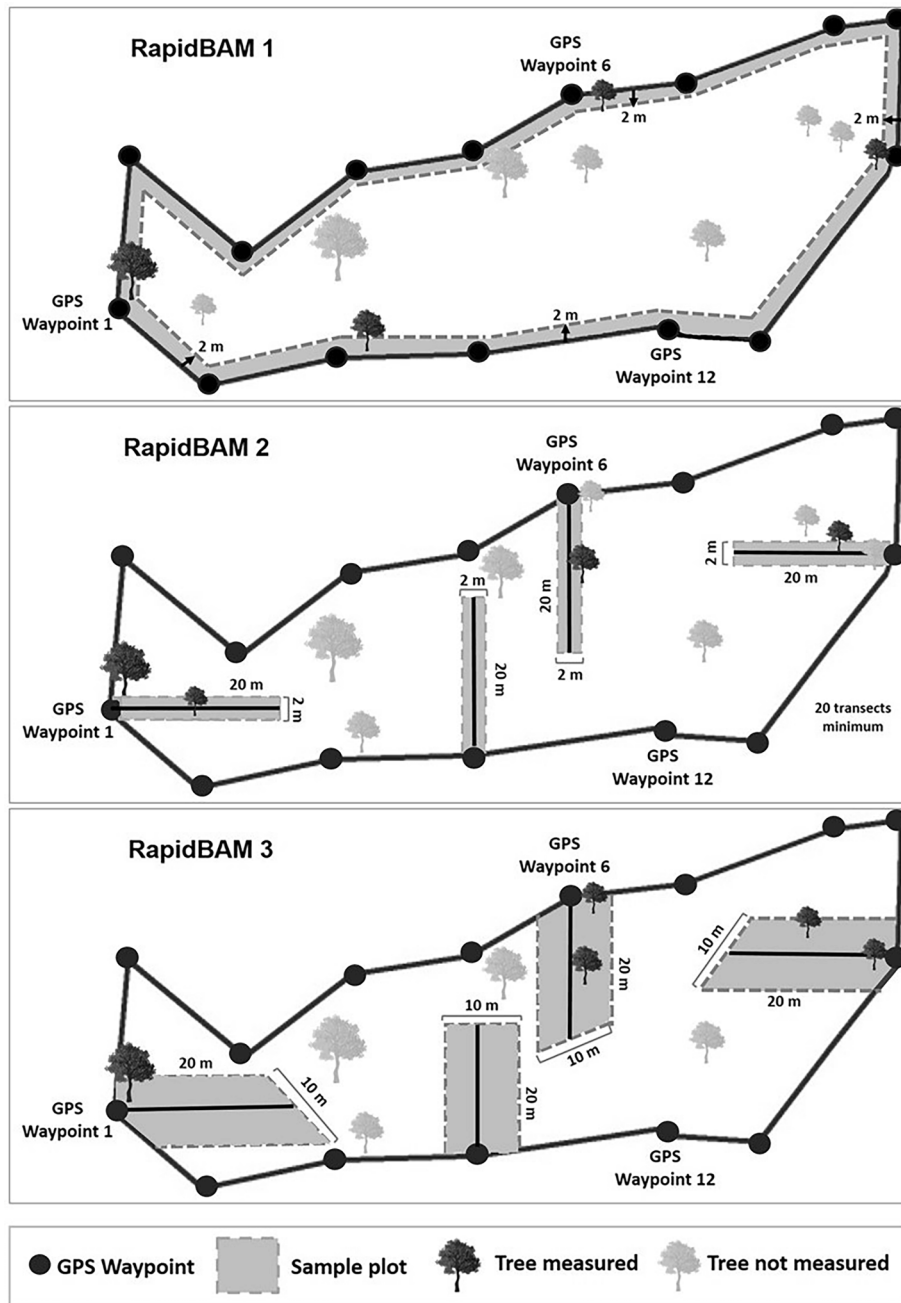 RapidBAM 1
GPS
Waypoint 6
2 m
2 m
GPS
Waypoint 1
2 m
2 m
GPS
Waypoint 12
RapidBAM 2
GPS
Waypoint 6
2 m
20 m
2 m
20 m
2 m
20 m
20 m
2 m
GPS
Waypoint 1
20 transects
minimum
GPS
Waypoint 12
RapidBAM 3
GPS
Waypoint 6
10 m
20 m
20 m
10 m
10 m
20 m
10 m
20 m
GPS
Waypoint 1
GPS
Waypoint 12
GPS Waypoint
Sample plot
Tree measured
Tree not measured